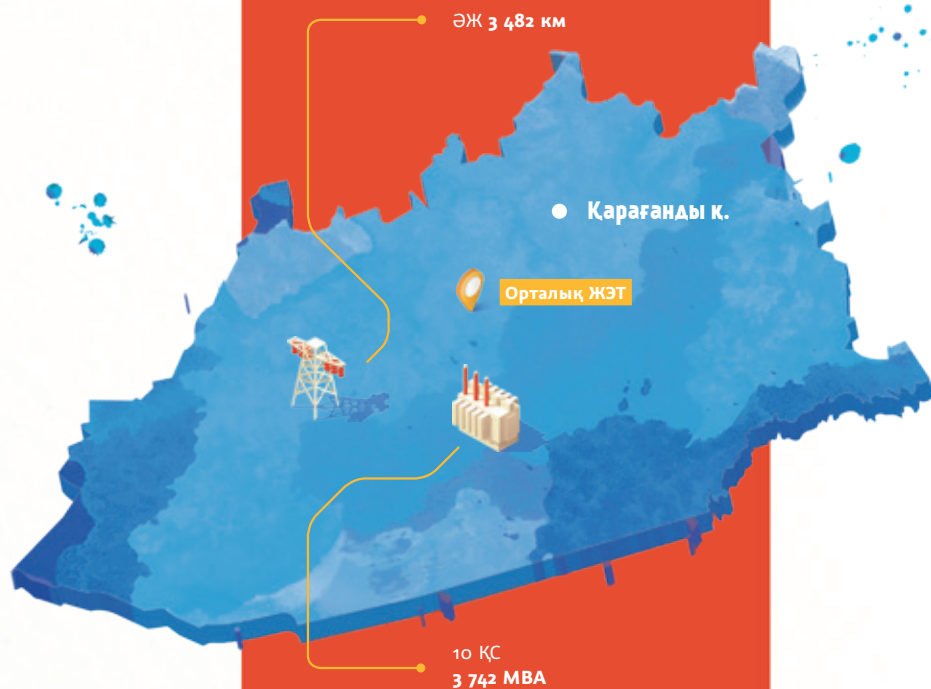 ӘЖ 3 482 км
Қарағанды қ.
Орталық ЖЭТ
10 ҚС
3 742 МВА